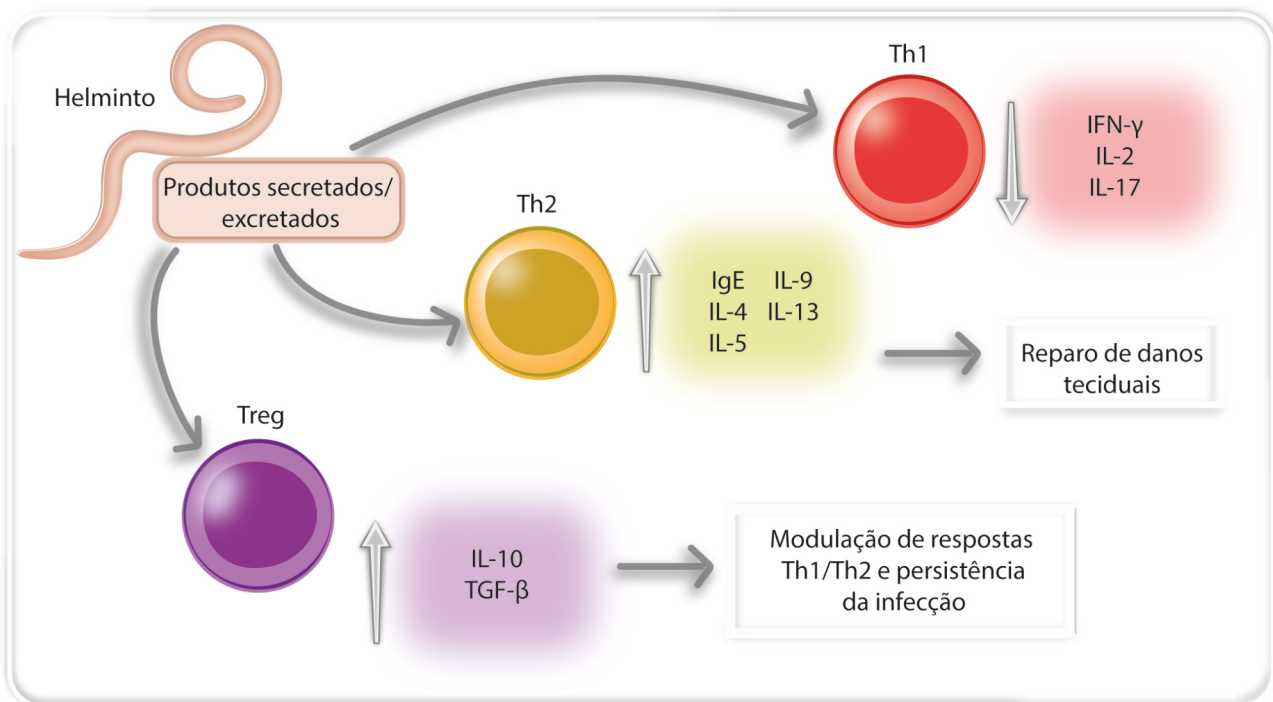 Helminto
Produtos secretados/
excretados
Th1
IFN-γ
IL-2
IL-17
Th2
IgE IL-9
IL-4 IL-13
IL-5
Reparo de danos
teciduais
Treg
IL-10
TGF-β
Modulação de respostas
Th1/Th2 e persistência
da infecção